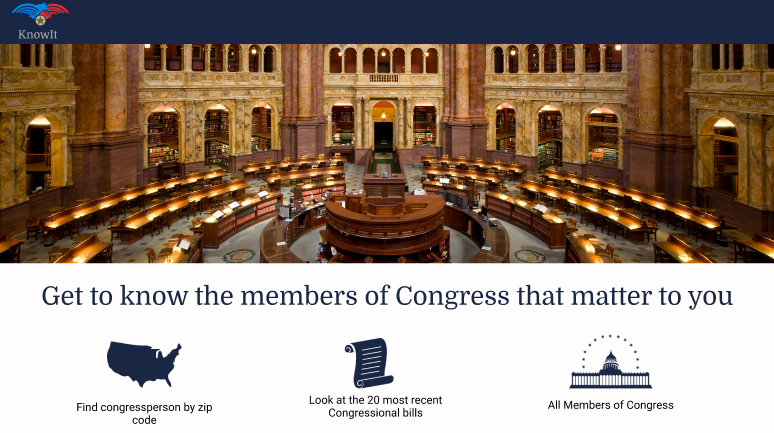 KnowIt
Get to know the members of Congress that matter to you
Find congressperson by zip
code
Look at the 20 most recent
Congressional bills
All Members of Congress